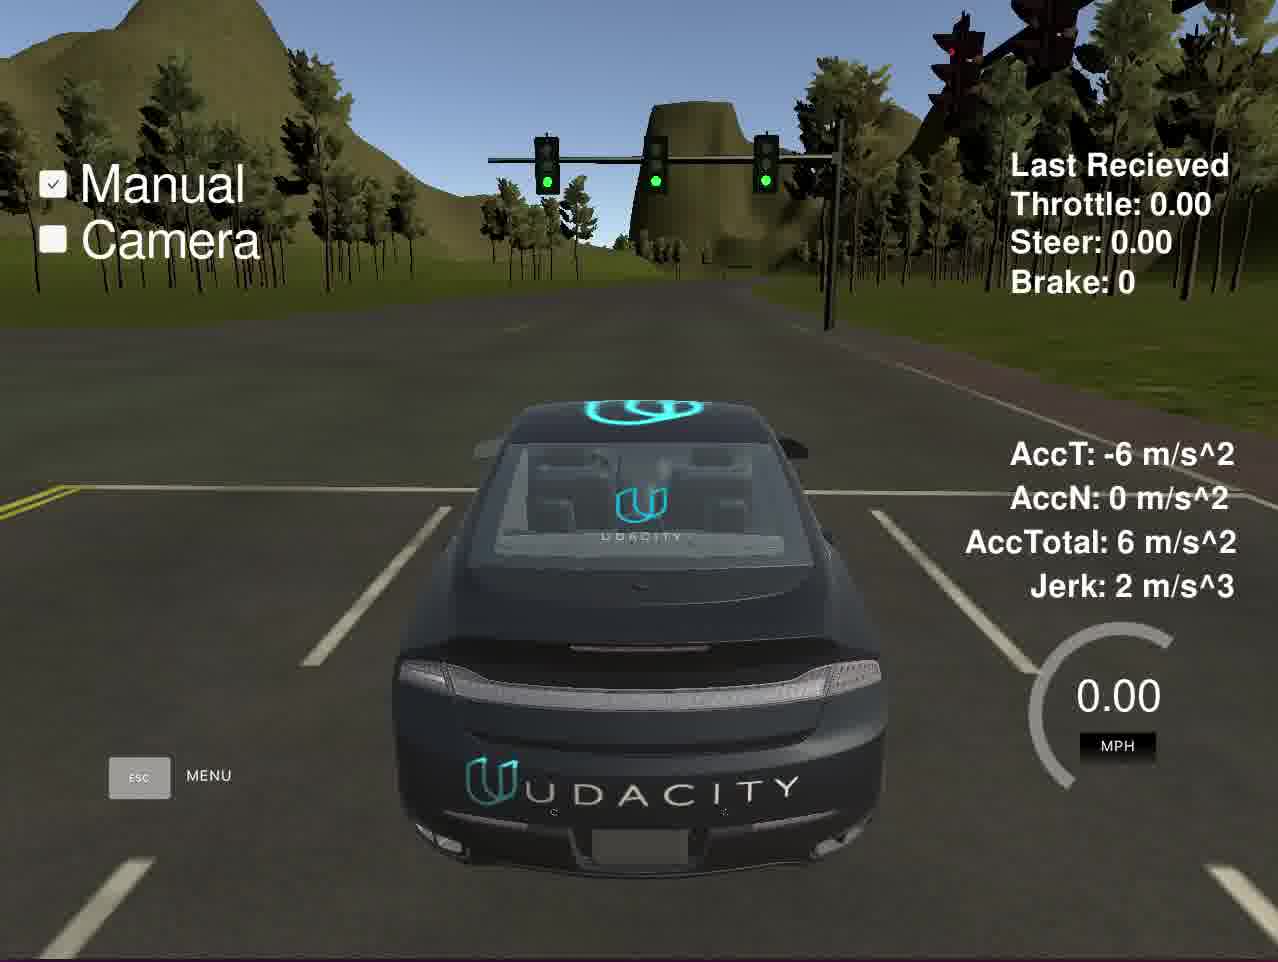 Manual
Camera
Last Recieved
Throttle: 0.00
Steer: 0.00
Brake: 0
AccT: -6 m/s^2
AccN: 0 m/s^2
AccTotal: 6 m/s^2
Jerk: 2 m/s^3
UDACITY
0.00
MPH
ESC MENU
UDACITY